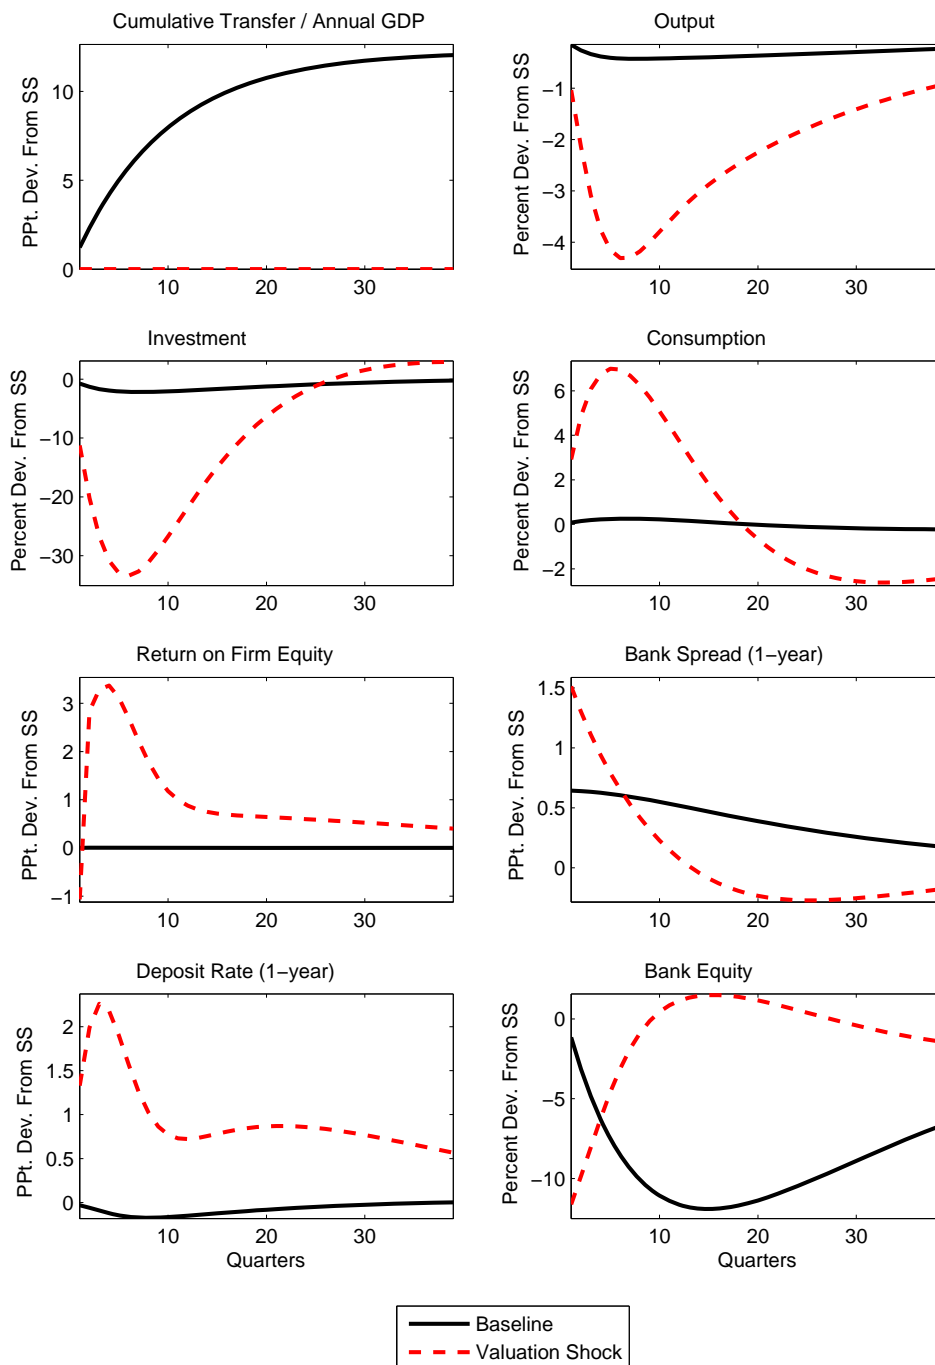 Cumulative Transfer / Annual GDP
PPt. Dev. From SS
10
5
0
10 20 30
Output
Percent Dev. From SS
−1
−2
−3
−4
10 20 30
Investment
Percent Dev. From SS
0
−10
−20
−30
10 20 30
Consumption
Percent Dev. From SS
6
4
2
0
−2
10 20 30
Return on Firm Equity
PPt. Dev. From SS
3
2
1
0
−1
10 20 30
Bank Spread (1−year)
PPt. Dev. From SS
1.5
1
0.5
0
10 20 30
Deposit Rate (1−year)
PPt. Dev. From SS
2
1.5
1
0.5
0
10 20 30
Quarters
Bank Equity
Percent Dev. From SS
0
−5
−10
10 20 30
Quarters
Baseline
Valuation Shock